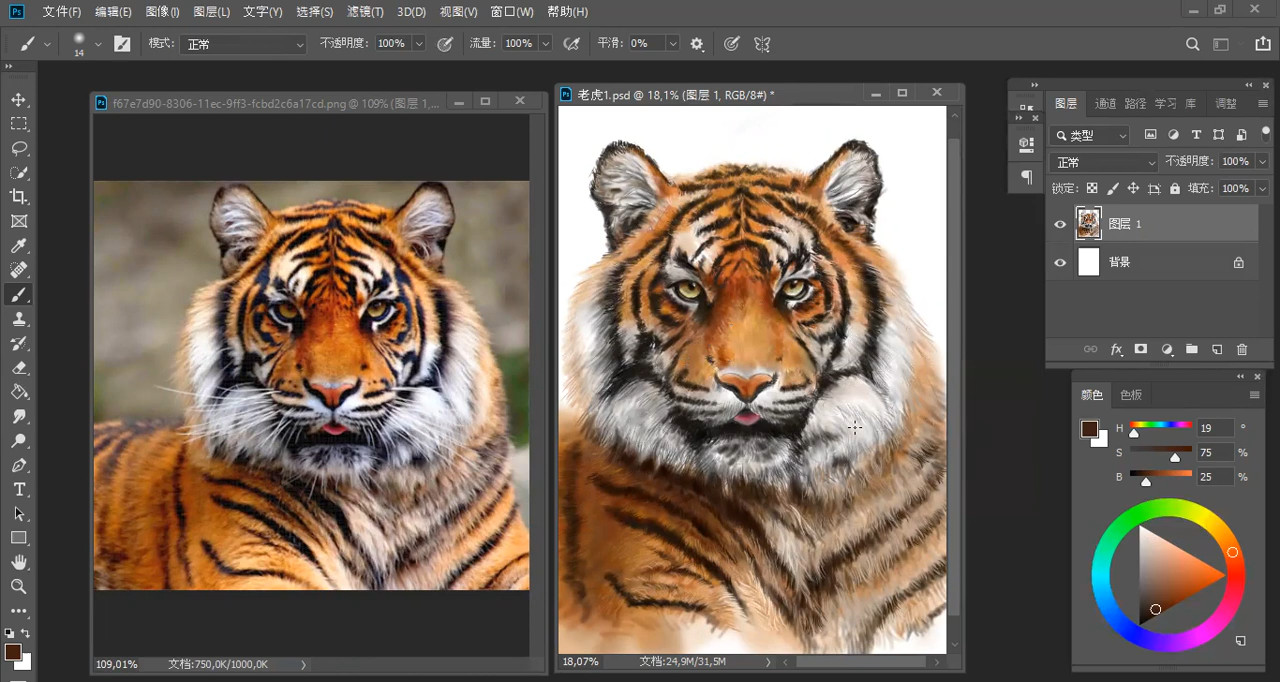 Ps 文件(F) 编辑(E) 图像(I) 图层(L) 文字(Y) 选择(S) 滤镜(T) 3D(D) 视图(V) 窗口(W) 帮助(H)
14 模式: 正常 不透明度: 100% 流量: 100% 平滑: 0%
Ps f67e7d90-8306-11ec-9ff3-fcbd2c6a17cd.png @ 109% (图层 1,...
Ps 老虎1.psd @ 18,1% (图层 1, RGB/8#) *
图层 通道 路径 学习 库 调整
类型
正常 不透明度: 100%
锁定: 填充: 100%
图层 1
背景
fx
颜色 色板
H 19 °
S 75 %
B 25 %
109,01% 文档:750,0K/1000,0K
18,07% 文档:24,9M/31,5M